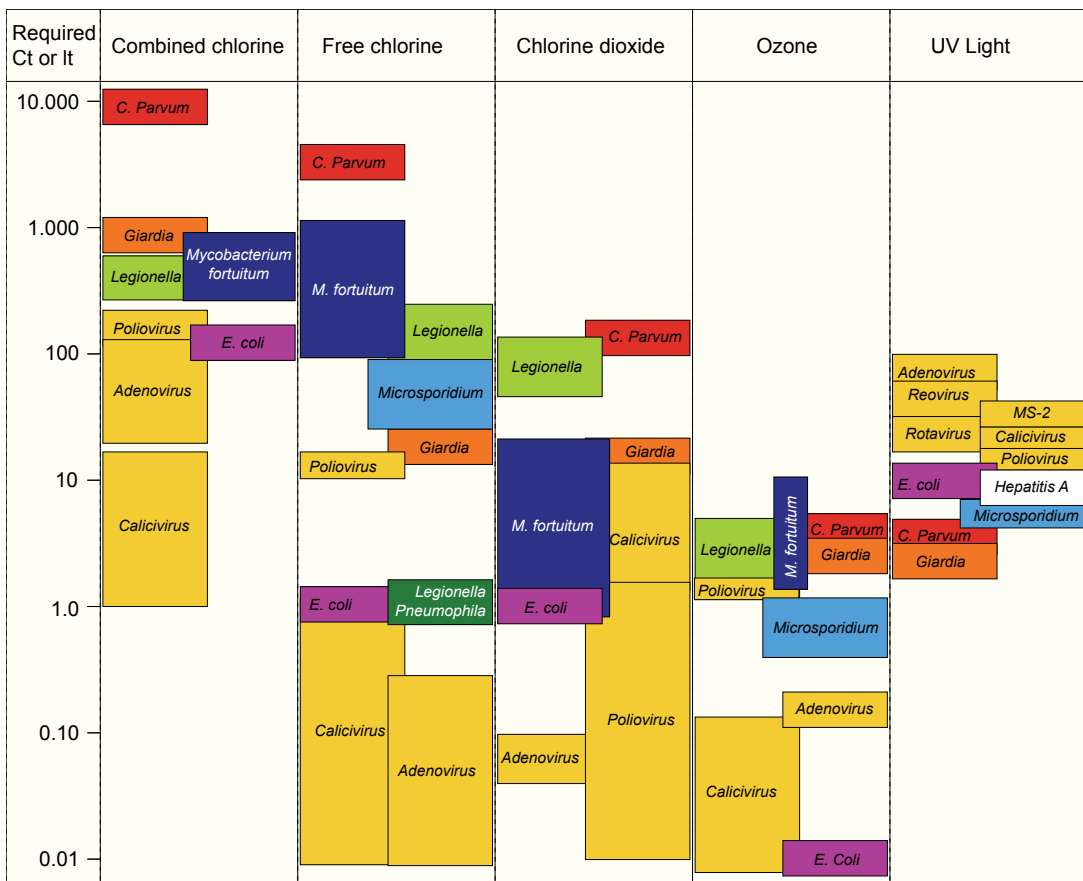 Required
Ct or It
Combined chlorine
Free chlorine
Chlorine dioxide
Ozone
UV Light
10.000
1.000
100
10
1.0
0.10
0.01
C. Parvum
Giardia
Mycobacterium
fortuitum
Legionella
Poliovirus
E. coli
Adenovirus
Calicivirus
C. Parvum
M. fortuitum
Legionella
Microsporidium
Giardia
Poliovirus
E. coli
Legionella
Pneumophila
Calicivirus
Adenovirus
C. Parvum
Legionella
Giardia
M. fortuitum
Calicivirus
E. coli
Poliovirus
Adenovirus
M. fortuitum
C. Parvum
Legionella
Giardia
Poliovirus
Microsporidium
Adenovirus
Calicivirus
E. Coli
Adenovirus
Reovirus
MS-2
Rotavirus
Calicivirus
Poliovirus
E. coli
Hepatitis A
Microsporidium
C. Parvum
Giardia